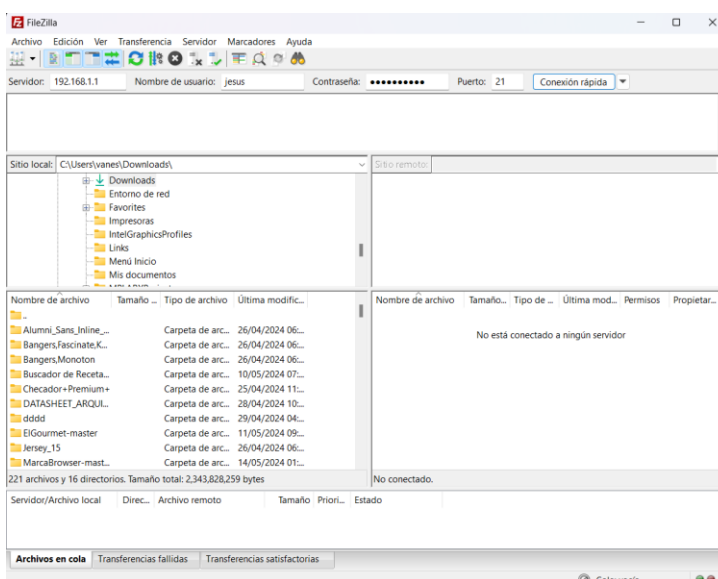 FileZilla
Archivo Edición Ver Transferencia Servidor Marcadores Ayuda
Servidor: 192.168.1.1 Nombre de usuario: jesus Contraseña: ●●●●●●●●●● Puerto: 21 Conexión rápida
Sitio local: C:\Users\vanes\Downloads\ Sitio remoto:
Downloads
Entorno de red
Favorites
Impresoras
IntelGraphicsProfiles
Links
Menú Inicio
Mis documentos
Nombre de archivo Tamaño ... Tipo de archivo Última modific... Nombre de archivo Tamaño... Tipo de ... Última mod... Permisos Propietar...
..
Alumni_Sans_Inline_... Carpeta de arc... 26/04/2024 06:...
No está conectado a ningún servidor
Bangers,Fascinate,K... Carpeta de arc... 26/04/2024 06:...
Bangers,Monoton Carpeta de arc... 26/04/2024 06:...
Buscador de Receta... Carpeta de arc... 10/05/2024 07:...
Checador+Premium+ Carpeta de arc... 25/04/2024 11:...
DATASHEET_ARQUI... Carpeta de arc... 28/04/2024 10:...
dddd Carpeta de arc... 29/04/2024 04:...
ElGourmet-master Carpeta de arc... 11/05/2024 09:...
Jersey_15 Carpeta de arc... 26/04/2024 06:...
MarcaBrowser-mast... Carpeta de arc... 14/05/2024 01:...
221 archivos y 16 directorios. Tamaño total: 2,343,828,259 bytes No conectado.
Servidor/Archivo local Direc... Archivo remoto Tamaño Priori... Estado
Archivos en cola Transferencias fallidas Transferencias satisfactorias